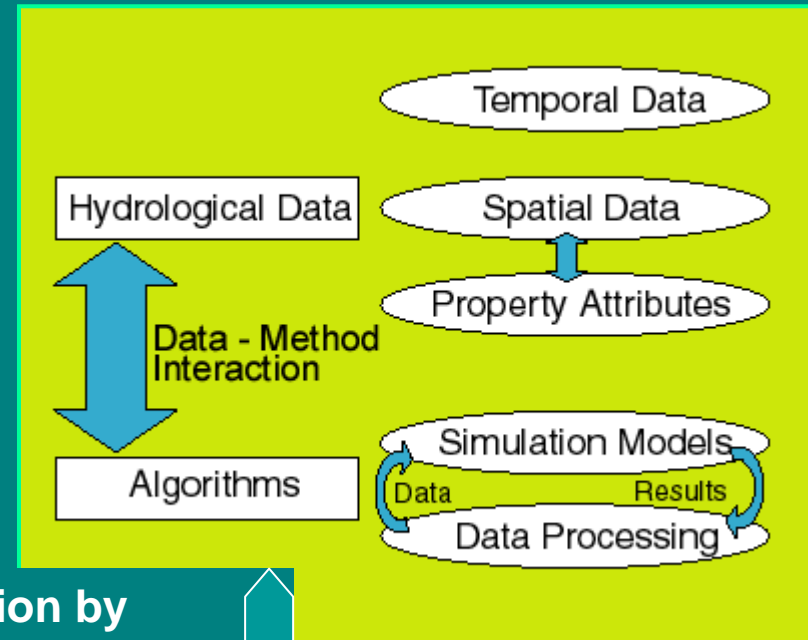 Temporal Data
Hydrological Data
Spatial Data
Property Attributes
Data - Method
Interaction
Simulation Models
Algorithms
Data
Results
Data Processing
ion by